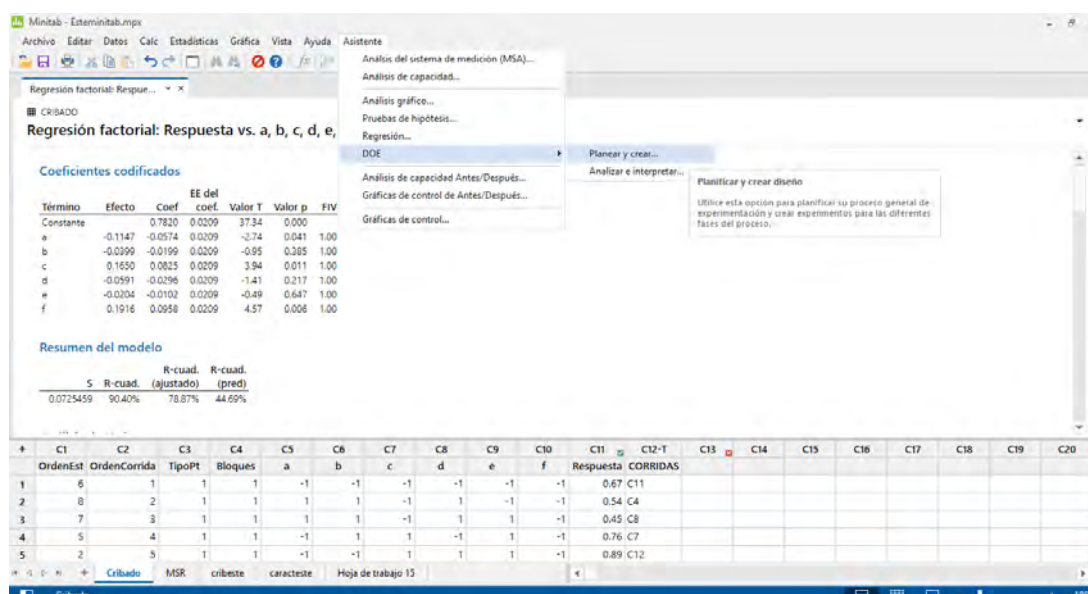 Minitab - Esteminitab.mpx
Archivo Editar Datos Calc Estadísticas Gráfica Vista Ayuda Asistente
Análisis del sistema de medición (MSA)...
Análisis de capacidad...
Análisis gráfico...
Pruebas de hipótesis...
Regresión...
DOE
Análisis de capacidad Antes/Después...
Gráficas de control de Antes/Después...
Gráficas de control...
Planear y crear...
Analizar e interpretar...
Planificar y crear diseño
Utilice esta opción para planificar su proceso general de
experimentación y crear experimentos para las diferentes
fases del proceso.
Regresión factorial: Respue...
CRIBADO
Regresión factorial: Respuesta vs. a, b, c, d, e,
Coeficientes codificados
EE del
Término Efecto Coef coef. Valor T Valor p FIV
Constante 0.7820 0.0209 37.34 0.000
a -0.1147 -0.0574 0.0209 -2.74 0.041 1.00
b -0.0399 -0.0199 0.0209 -0.95 0.385 1.00
c 0.1650 0.0825 0.0209 3.94 0.011 1.00
d -0.0591 -0.0296 0.0209 -1.41 0.217 1.00
e -0.0204 -0.0102 0.0209 -0.49 0.647 1.00
f 0.1916 0.0958 0.0209 4.57 0.006 1.00
Resumen del modelo
R-cuad. R-cuad.
S R-cuad. (ajustado) (pred)
0.0725459 90.40% 78.87% 44.69%
C1 C2 C3 C4 C5 C6 C7 C8 C9 C10 C11 C12-T C13 C14 C15 C16 C17 C18 C19 C20
OrdenEst OrdenCorrida TipoPt Bloques a b c d e f Respuesta CORRIDAS
1 6 1 1 1 -1 -1 -1 -1 -1 -1 0.67 C11
2 8 2 1 1 1 1 -1 1 -1 -1 0.54 C4
3 7 3 1 1 1 1 -1 1 1 -1 0.45 C8
4 5 4 1 1 -1 1 1 -1 1 -1 0.76 C7
5 2 5 1 1 -1 -1 1 1 1 -1 0.89 C12
Cribado MSR cribeste caracteste Hoja de trabajo 15